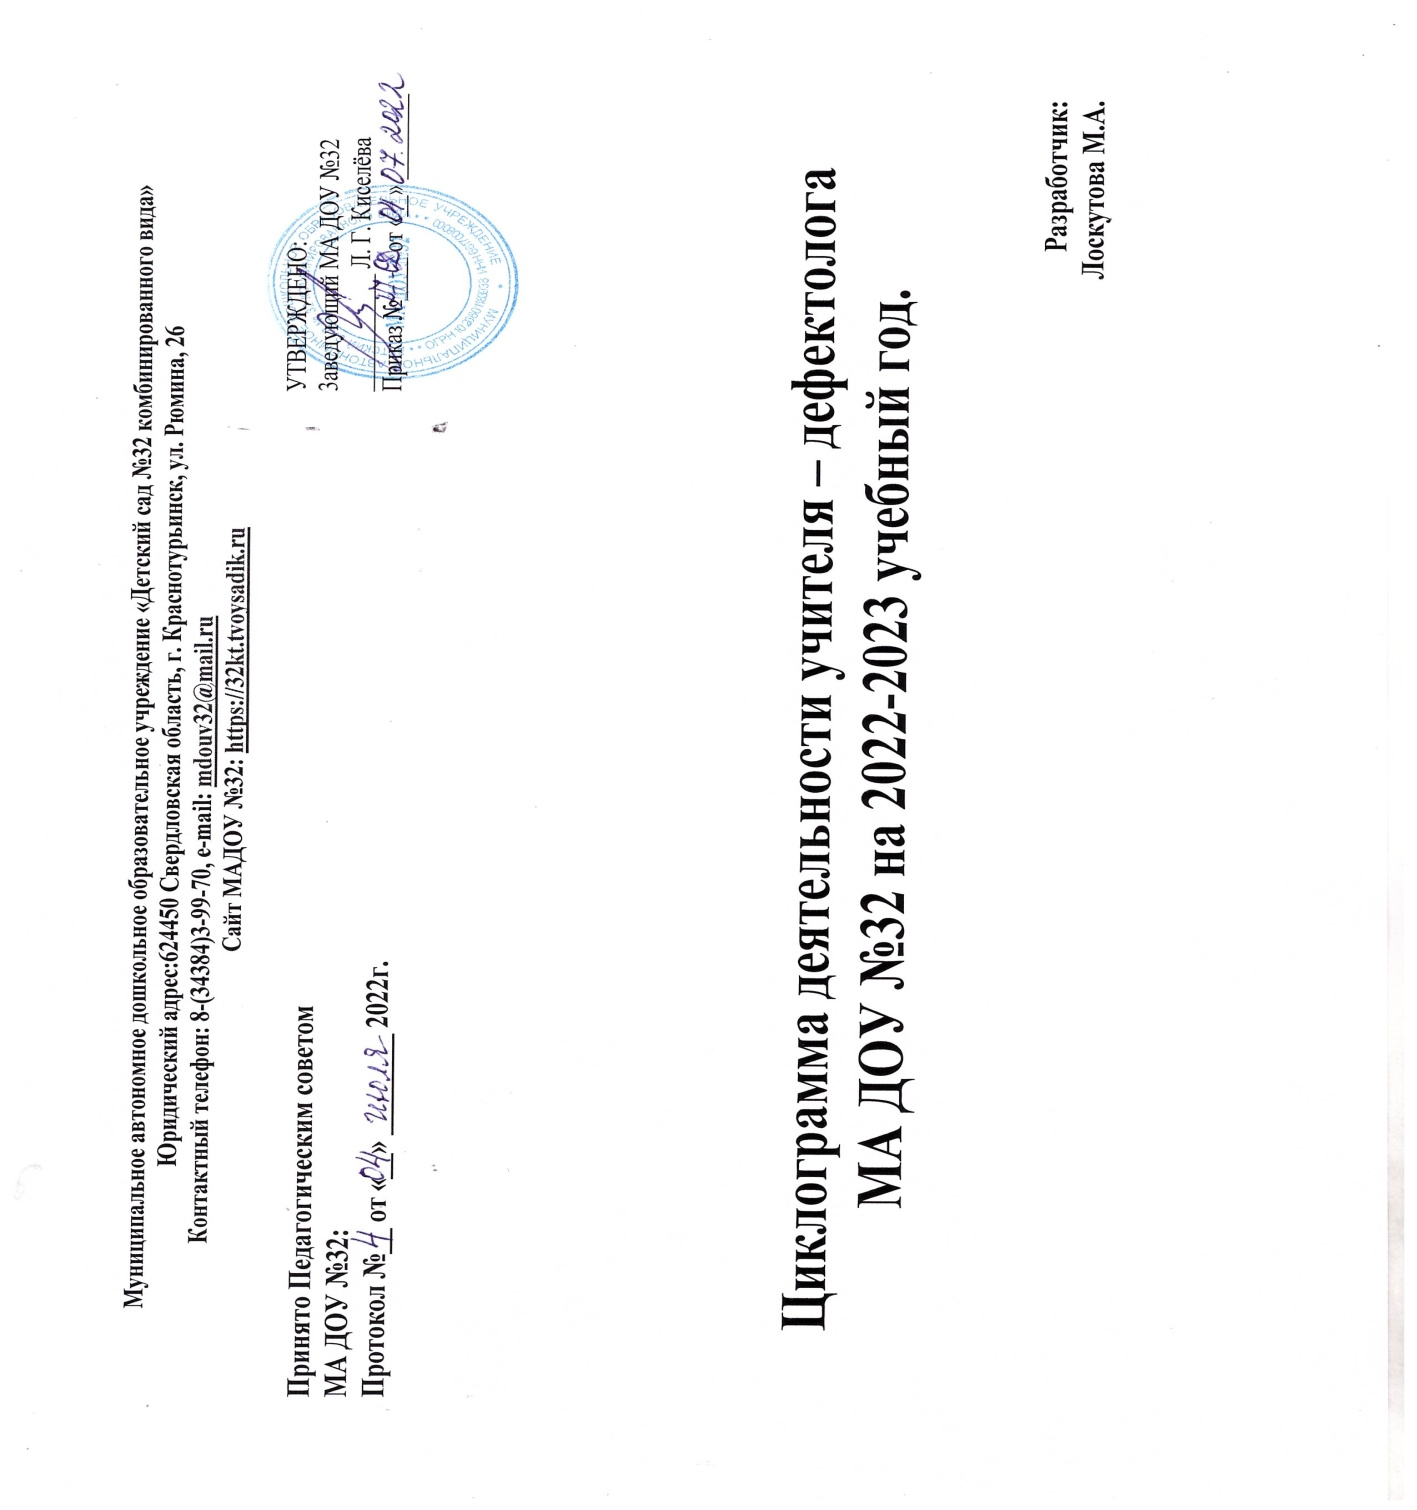 Муниципальное автономное дошкольное образовательное учреждение «Детский сад №32 комбинированного вида»
Юридический адрес:624450 Свердловская область, г. Краснотурьинск, ул. Рюмина, 26
Контактный телефон: 8-(34384)3-99-70, e-mail: mdouv32@mail.ru
Сайт МАДОУ №32: https://32kt.tvoysadik.ru
Принято Педагогическим советом
МА ДОУ №32:
Протокол № 4 от «04» июля 2022г.
УТВЕРЖДЕНО:
Заведующий МА ДОУ №32
Л. Г. Киселёва
Приказ № от « » 07. 2022
Циклограмма деятельности учителя – дефектолога
МА ДОУ №32 на 2022-2023 учебный год.
Разработчик:
Лоскутова М.А.